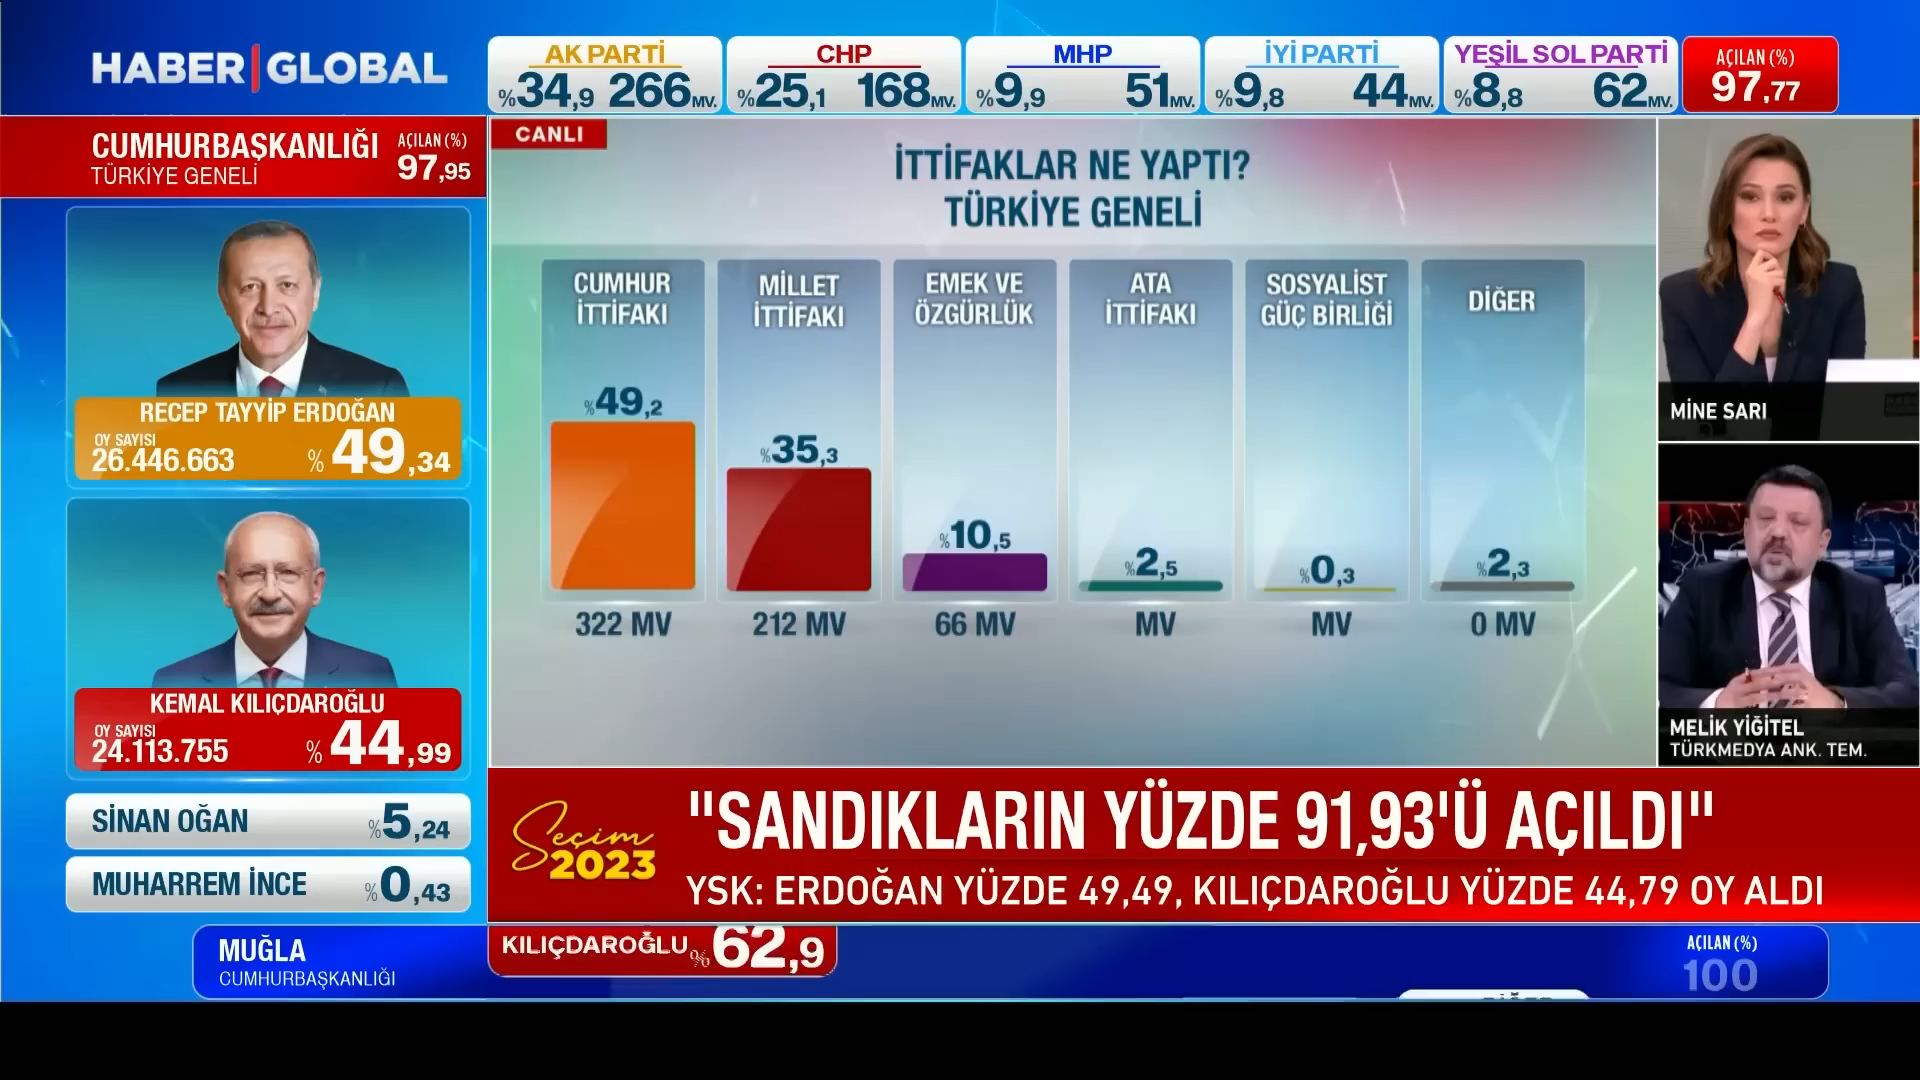 HABER|GLOBAL
AK PARTİ
%34,9 266MV.
CHP
%25,1 168MV.
MHP
%9,9 51MV.
İYİ PARTİ
%9,8 44MV.
YEŞİL SOL PARTİ
%8,8 62MV.
AÇILAN (%)
97,77
CUMHURBAŞKANLIĞI
TÜRKİYE GENELİ
AÇILAN (%)
97,95
RECEP TAYYİP ERDOĞAN
OY SAYISI
26.446.663 %49,34
KEMAL KILIÇDAROĞLU
OY SAYISI
24.113.755 %44,99
SİNAN OĞAN %5,24
MUHARREM İNCE %0,43
CANLI
İTTİFAKLAR NE YAPTI?
TÜRKİYE GENELİ
CUMHUR
İTTİFAKI
%49,2
322 MV
MİLLET
İTTİFAKI
%35,3
212 MV
EMEK VE
ÖZGÜRLÜK
%10,5
66 MV
ATA
İTTİFAKI
%2,5
MV
SOSYALİST
GÜÇ BİRLİĞİ
%0,3
MV
DİĞER
%2,3
0 MV
MİNE SARI
MELİK YİĞİTEL
TÜRKMEDYA ANK. TEM.
Seçim
2023
"SANDIKLARIN YÜZDE 91,93'Ü AÇILDI"
YSK: ERDOĞAN YÜZDE 49,49, KILIÇDAROĞLU YÜZDE 44,79 OY ALDI
MUĞLA
CUMHURBAŞKANLIĞI
KILIÇDAROĞLU %62,9
AÇILAN (%)
100